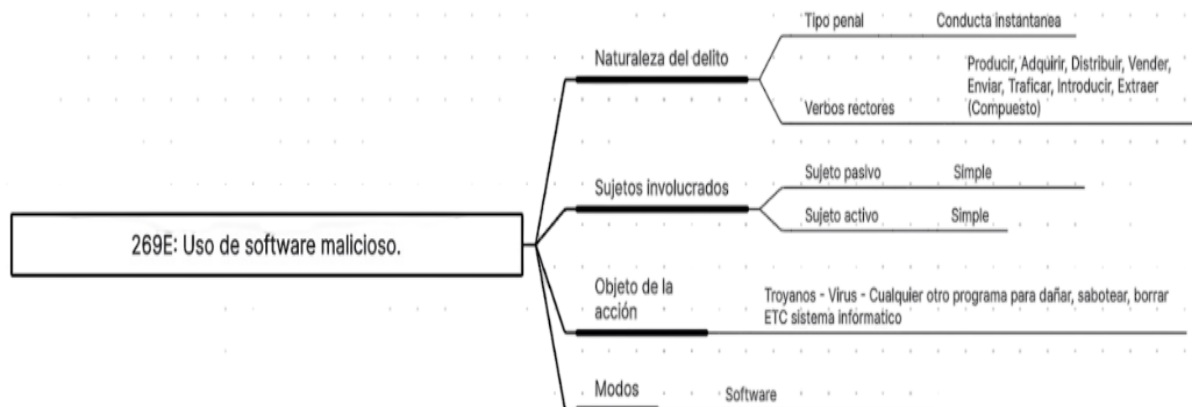 Tipo penal Conducta instantanea
Naturaleza del delito
Producir, Adquirir, Distribuir, Vender,
Enviar, Traficar, Introducir, Extraer
Verbos rectores (Compuesto)
Sujeto pasivo Simple
Sujetos involucrados
Sujeto activo Simple
269E: Uso de software malicioso.
Objeto de la
acción
Troyanos - Virus - Cualquier otro programa para dañar, sabotear, borrar
ETC sistema informatico
Modos Software